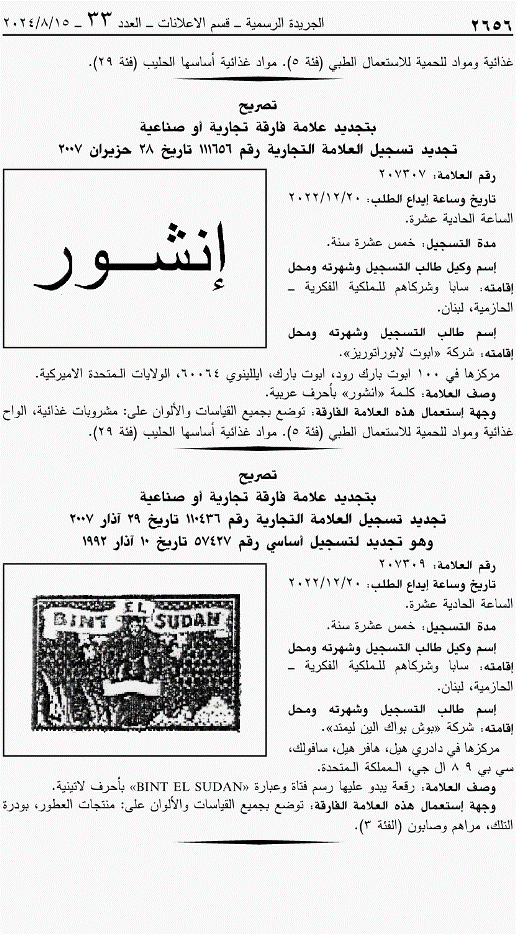 ٢٦٥٦ الجريدة الرسمية ــ قسم الاعلانات ــ العدد ٣٣ ــ ٢٠٢٤/٨/١٥
غذائية ومواد للحمية للاستعمال الطبي (فئة ٥). مواد غذائية أساسها الحليب (فئة ٢٩).
تصريح
بتجديد علامة فارقة تجارية أو صناعية
تجديد تسجيل العلامة التجارية رقم ١١١٦٥٦ تاريخ ٢٨ حزيران ٢٠٠٧
رقم العلامة: ٢٠٧٣٠٧
تاريخ وساعة إيداع الطلب: ٢٠٢٢/١٢/٢٠
الساعة الحادية عشرة.
مدة التسجيل: خمس عشرة سنة.
إسم وكيل طالب التسجيل وشهرته ومحل
إقامته: سابا وشركاهم للملكية الفكرية ــ
الحازمية، لبنان.
إسم طالب التسجيل وشهرته ومحل
إقامته: شركة «ابوت لابوراتوريز».
إنشور
مركزها في ١٠٠ ابوت بارك رود، ابوت بارك، ايللينوي ٦٠٠٦٤، الولايات المتحدة الاميركية.
وصف العلامة: كلمة «انشور» بأحرف عربية.
وجهة إستعمال هذه العلامة الفارقة: توضع بجميع القياسات والألوان على: مشروبات غذائية، الواح
غذائية ومواد للحمية للاستعمال الطبي (فئة ٥). مواد غذائية أساسها الحليب (فئة ٢٩).
تصريح
بتجديد علامة فارقة تجارية أو صناعية
تجديد تسجيل العلامة التجارية رقم ١١٠٤٣٦ تاريخ ٢٩ آذار ٢٠٠٧
وهو تجديد لتسجيل أساسي رقم ٥٧٤٢٧ تاريخ ١٠ آذار ١٩٩٢
رقم العلامة: ٢٠٧٣٠٩
تاريخ وساعة إيداع الطلب: ٢٠٢٢/١٢/٢٠
الساعة الحادية عشرة.
مدة التسجيل: خمس عشرة سنة.
إسم وكيل طالب التسجيل وشهرته ومحل
إقامته: سابا وشركاهم للملكية الفكرية ــ
الحازمية، لبنان.
إسم طالب التسجيل وشهرته ومحل
إقامته: شركة «بوش بواك الين ليمتد».
مركزها في دادري هيل، هافر هيل، سافولك،
سي بي ٩ ٨ ال جي، المملكة المتحدة.
BINT EL SUDAN
وصف العلامة: رقعة يبدو عليها رسم فتاة وعبارة «BINT EL SUDAN» بأحرف لاتينية.
وجهة إستعمال هذه العلامة الفارقة: توضع بجميع القياسات والألوان على: منتجات العطور، بودرة
التلك، مراهم وصابون (الفئة ٣).